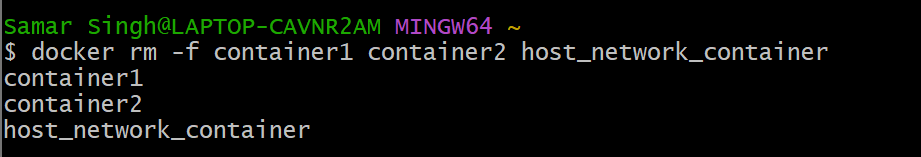 Samar Singh@LAPTOP-CAVNR2AM MINGW64 ~
$ docker rm -f container1 container2 host_network_container
container1
container2
host_network_container